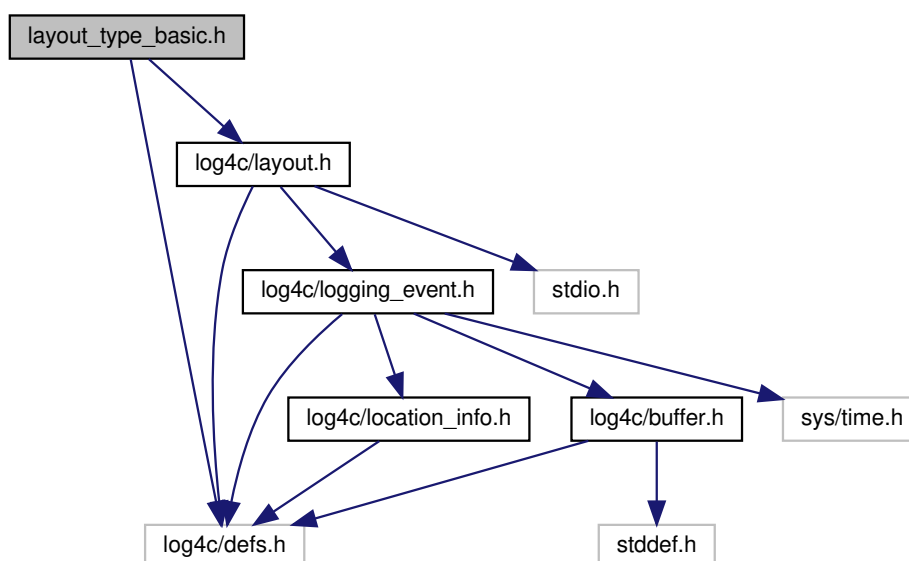 layout_type_basic.h
log4c/layout.h
log4c/logging_event.h
stdio.h
log4c/location_info.h
log4c/buffer.h
sys/time.h
log4c/defs.h
stddef.h